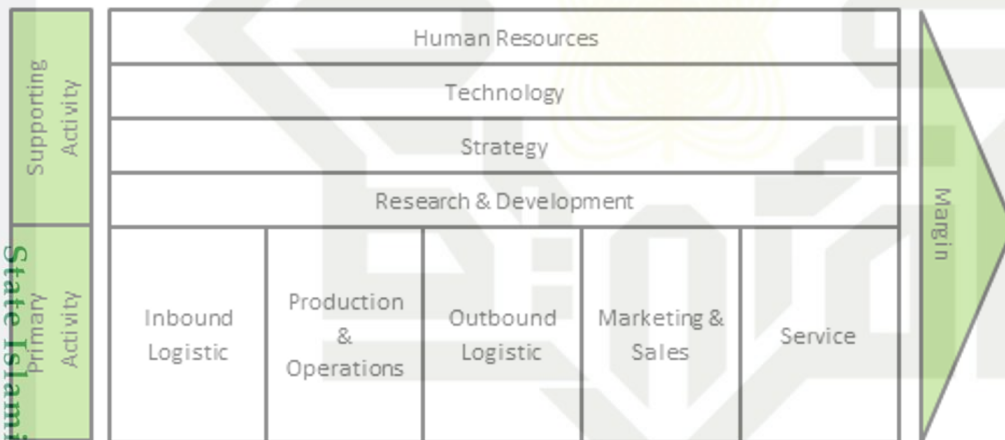 Supporting
Activity
Human Resources
Technology
Strategy
Research & Development
Margin
Primary
Activity
Inbound
Logistic
Production
&
Operations
Outbound
Logistic
Marketing &
Sales
Service
State Islami